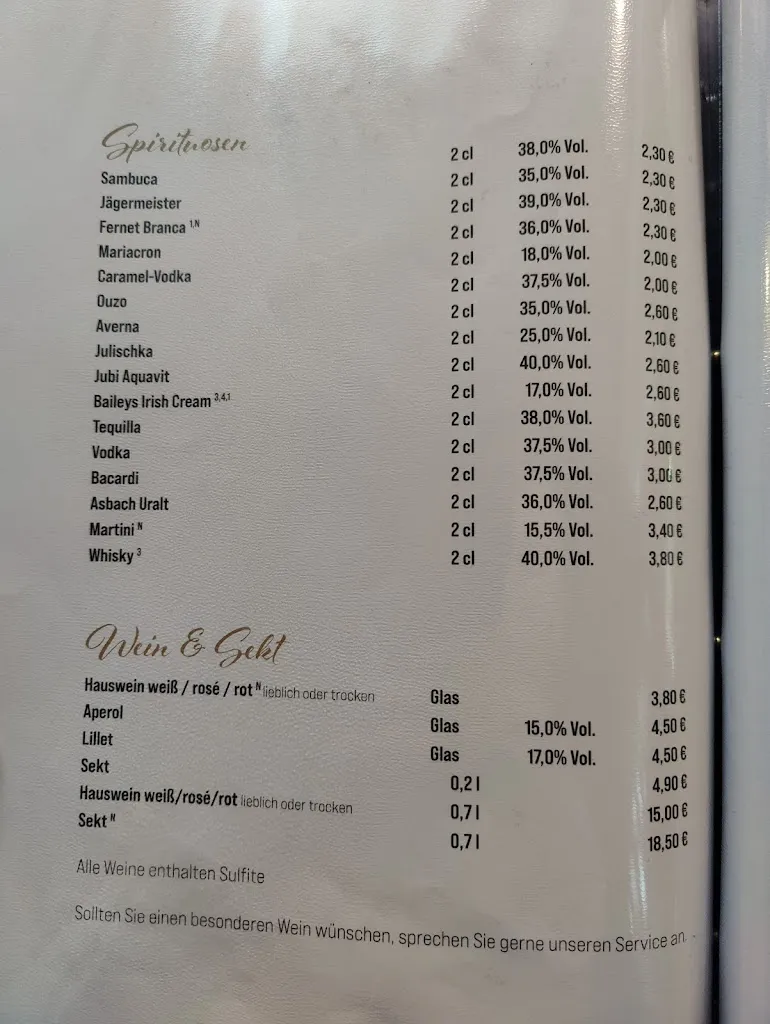 Spirituosen
Sambuca 2 cl 38,0% Vol. 2,30 €
Jägermeister 2 cl 35,0% Vol. 2,30 €
Fernet Branca 1,N 2 cl 39,0% Vol. 2,30 €
Mariacron 2 cl 36,0% Vol. 2,30 €
Caramel-Vodka 2 cl 18,0% Vol. 2,00 €
Ouzo 2 cl 37,5% Vol. 2,00 €
Averna 2 cl 35,0% Vol. 2,60 €
Julischka 2 cl 25,0% Vol. 2,10 €
Jubi Aquavit 2 cl 40,0% Vol. 2,60 €
Baileys Irish Cream 3,4,1 2 cl 17,0% Vol. 2,60 €
Tequilla 2 cl 38,0% Vol. 3,60 €
Vodka 2 cl 37,5% Vol. 3,00 €
Bacardi 2 cl 37,5% Vol. 3,00 €
Asbach Uralt 2 cl 36,0% Vol. 2,60 €
Martini N 2 cl 15,5% Vol. 3,40 €
Whisky 3 2 cl 40,0% Vol. 3,80 €
Wein & Sekt
Hauswein weiß / rosé / rot N lieblich oder trocken Glas 3,80 €
Aperol Glas 15,0% Vol. 4,50 €
Lillet Glas 17,0% Vol. 4,50 €
Sekt 0,2 l 4,90 €
Hauswein weiß/rosé/rot lieblich oder trocken 0,7 l 15,00 €
Sekt N 0,7 l 18,50 €
Alle Weine enthalten Sulfite
Sollten Sie einen besonderen Wein wünschen, sprechen Sie gerne unseren Service an.